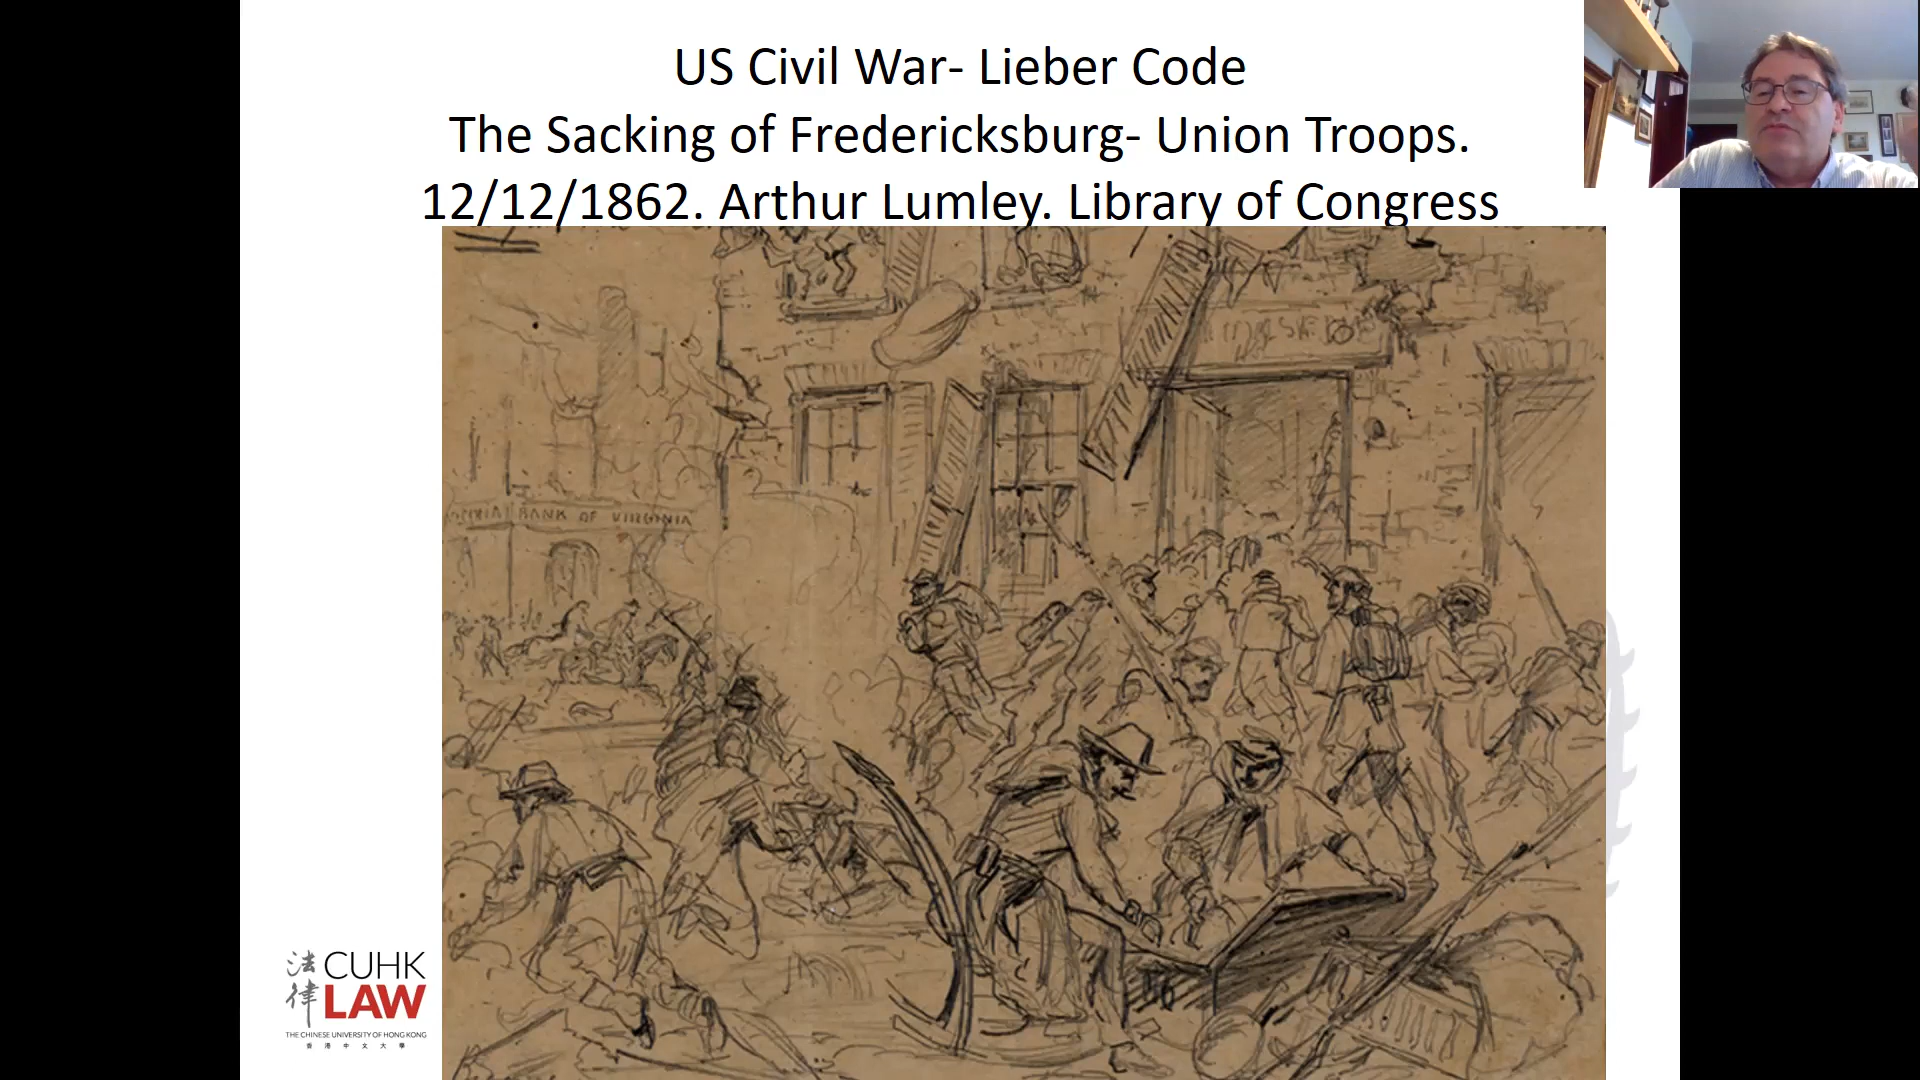 US Civil War- Lieber Code
The Sacking of Fredericksburg- Union Troops.
12/12/1862. Arthur Lumley. Library of Congress
BANK OF VIRGINIA
法律 CUHK
LAW
THE CHINESE UNIVERSITY OF HONG KONG
香港中文大學